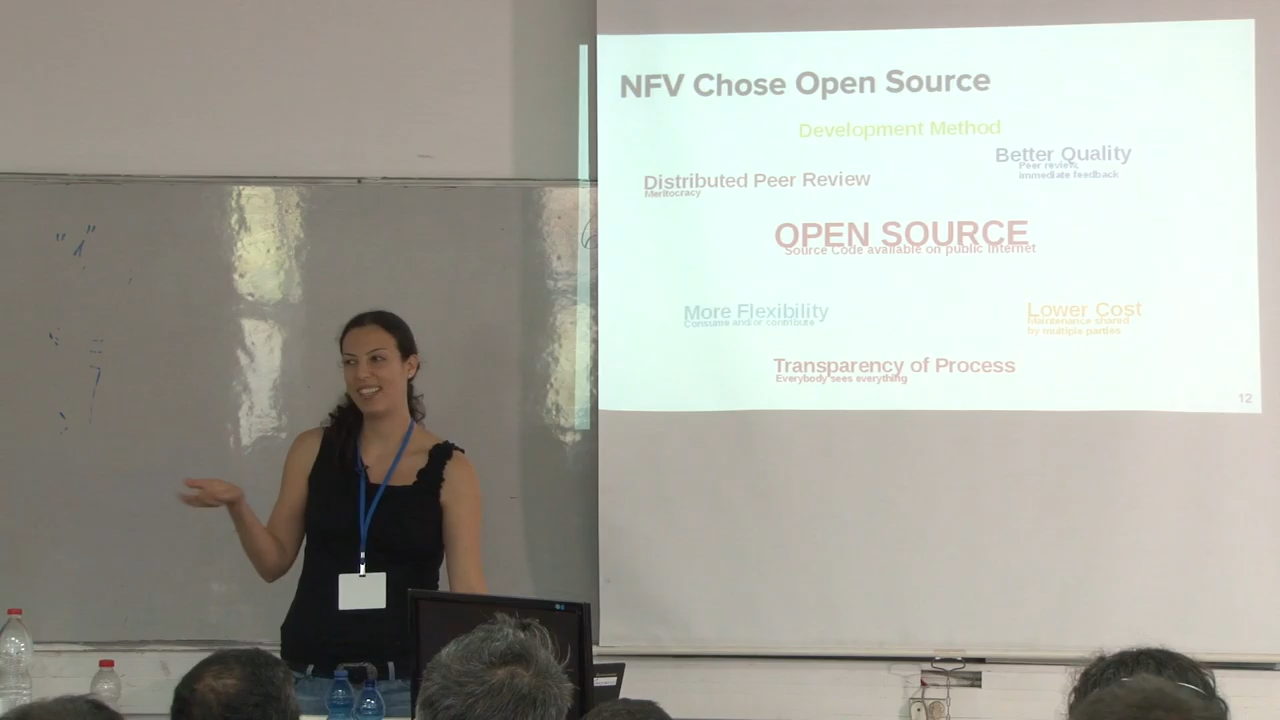 NFV Chose Open Source
Development Method
Better Quality
Peer review,
immediate feedback
Distributed Peer Review
Meritocracy
OPEN SOURCE
Source Code available on public Internet
More Flexibility
Consume and/or contribute
Lower Cost
Maintenance shared
by multiple parties
Transparency of Process
Everybody sees everything
12